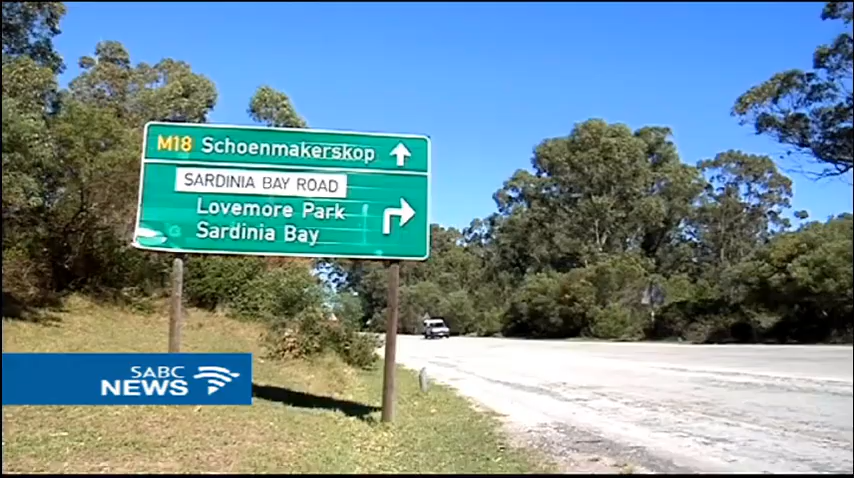 M18 Schoenmakerskop
SARDINIA BAY ROAD
Lovemore Park
Sardinia Bay
SABC
NEWS